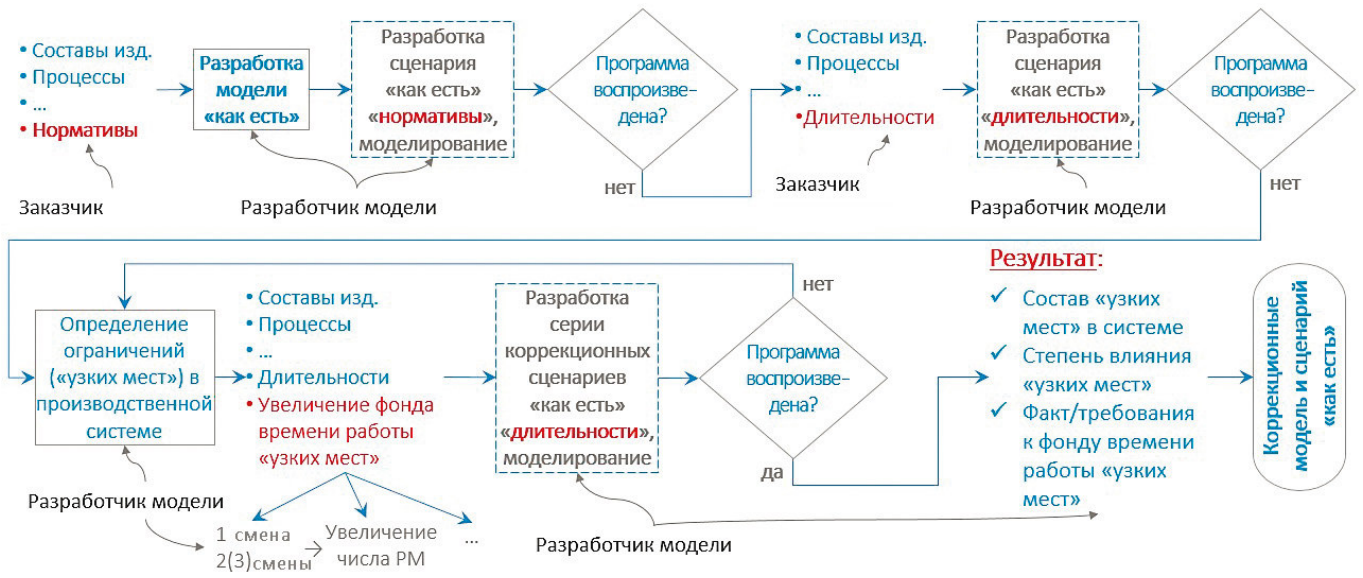 • Составы изд.
• Процессы
• ...
• Нормативы
Заказчик
Разработка
модели
«как есть»
Разработка
сценария
«как есть»
«нормативы»,
моделирование
Разработчик модели
Программа
воспроизве-
дена?
нет
• Составы изд.
• Процессы
• ...
• Длительности
Заказчик
Разработка
сценария
«как есть»
«длительности»,
моделирование
Разработчик модели
Программа
воспроизве-
дена?
нет
Определение
ограничений
(«узких мест») в
производственной
системе
Разработчик модели
• Составы изд.
• Процессы
• ...
• Длительности
• Увеличение фонда
времени работы
«узких мест»
1 смена
2(3)смены
Увеличение
числа РМ
...
Разработка
серии
коррекционных
сценариев
«как есть»
«длительности»,
моделирование
Разработчик модели
нет
Программа
воспроизве-
дена?
да
Результат:
✓ Состав «узких
мест» в системе
✓ Степень влияния
«узких мест»
✓ Факт/требования
к фонду времени
работы «узких
мест»
Коррекционные
модель и сценарий
«как есть»